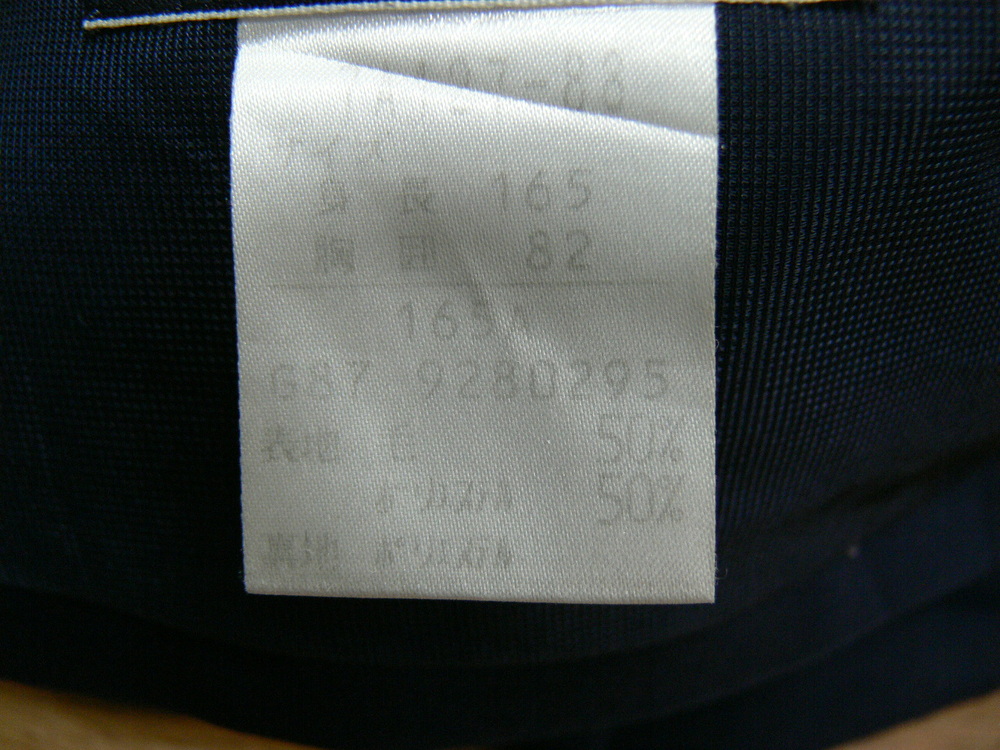 サイズ
身長 165
胸囲 82
165A
G87 9280295
表地 毛 50%
ポリエステル 50%
裏地 ポリエステル